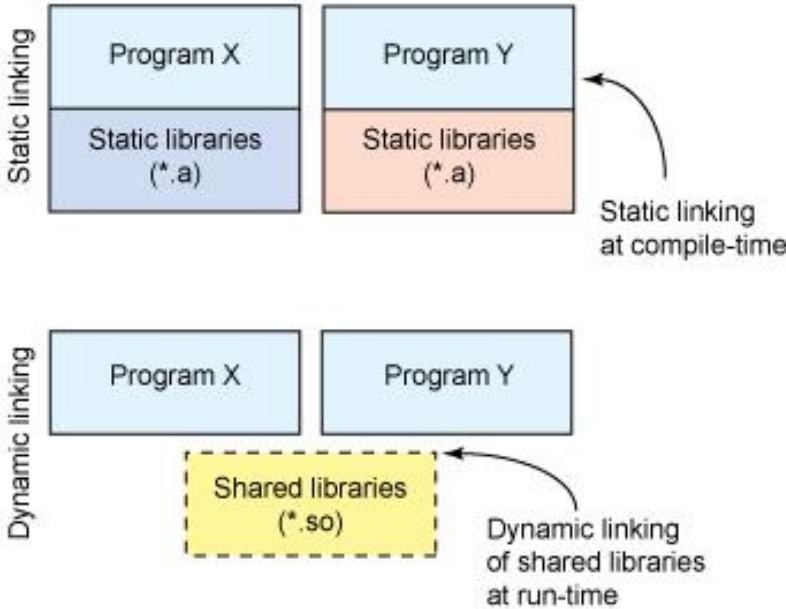 Static linking
Program X
Program Y
Static libraries
(*.a)
Static libraries
(*.a)
Static linking
at compile-time
Dynamic linking
Program X
Program Y
Shared libraries
(*.so)
Dynamic linking
of shared libraries
at run-time